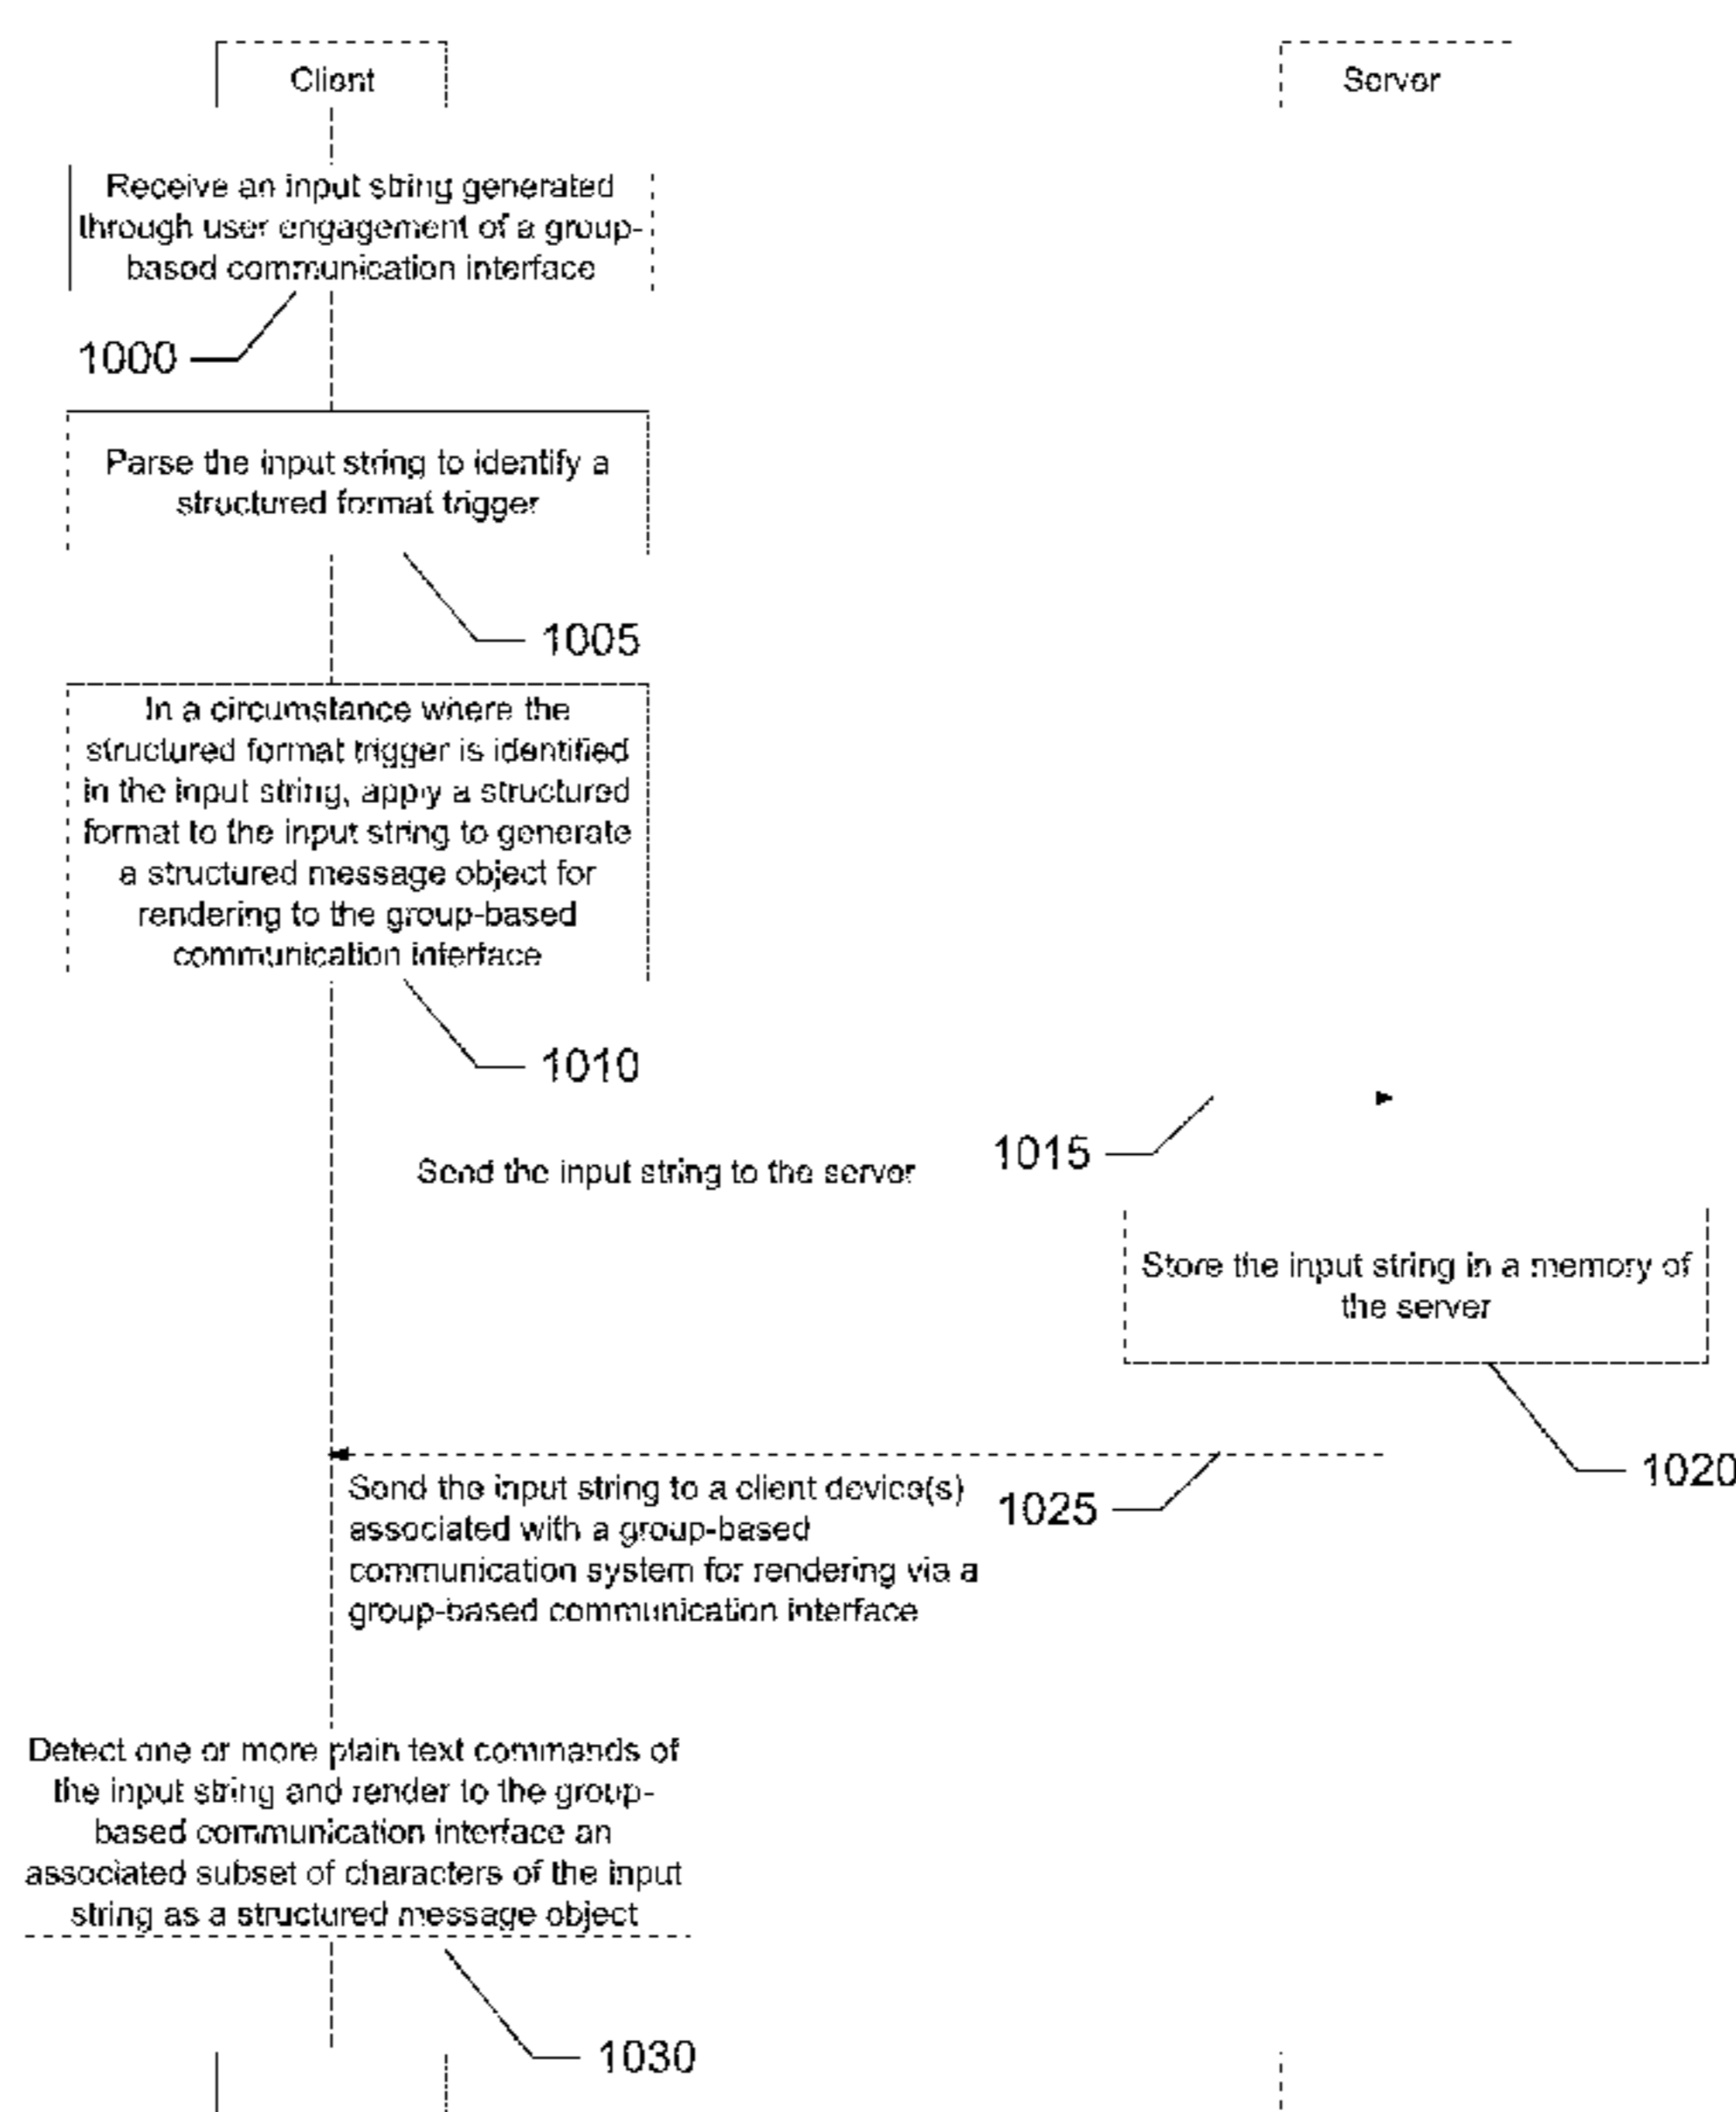 Client
Server
Receive an input string generated
through user engagement of a group-
based communication interface
1000
Parse the input string to identify a
structured format trigger
1005
In a circumstance where the
structured format trigger is identified
in the input string, apply a structured
format to the input string to generate
a structured message object for
rendering to the group-based
communication interface
1010
1015
Send the input string to the server
Store the input string in a memory of
the server
1020
Send the input string to a client device(s)
associated with a group-based
communication system for rendering via a
group-based communication interface
1025
Detect one or more plain text commands of
the input string and render to the group-
based communication interface an
associated subset of characters of the input
string as a structured message object
1030